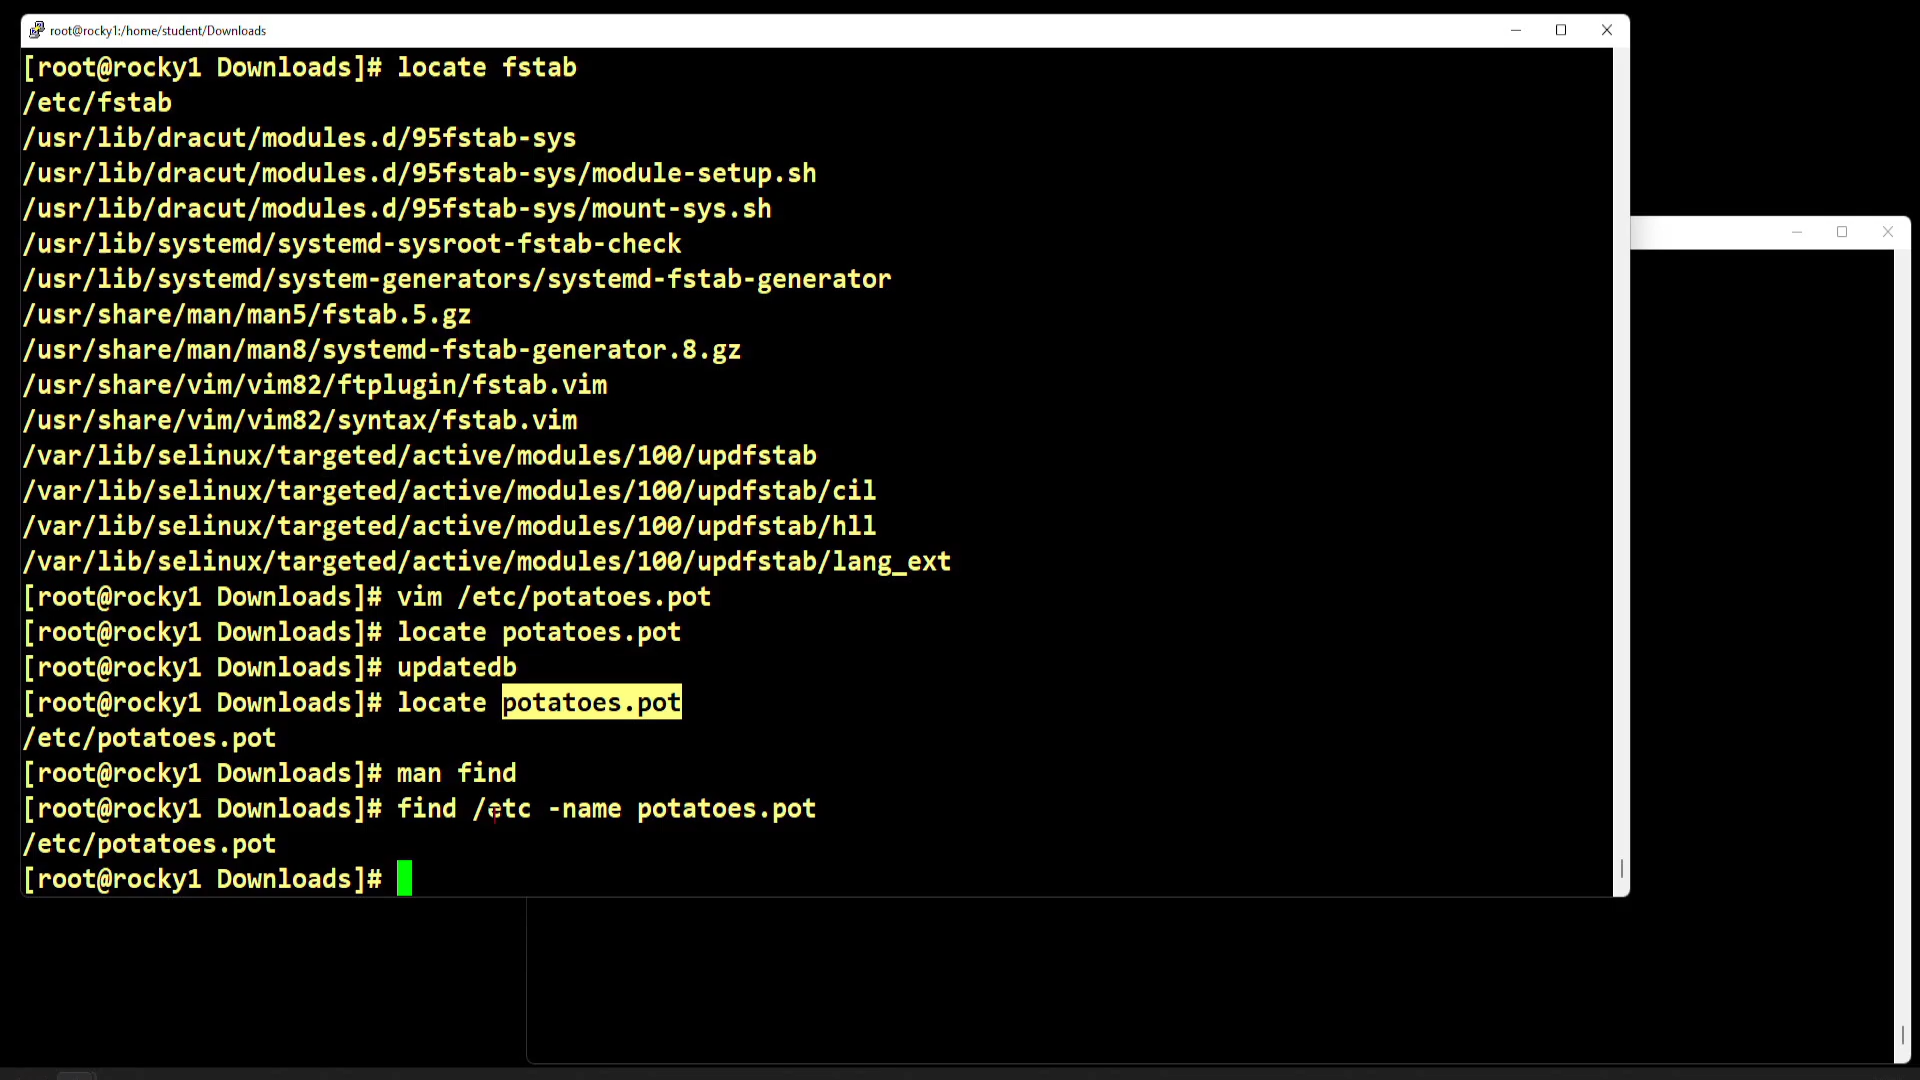 root@rocky1:/home/student/Downloads
[root@rocky1 Downloads]# locate fstab
/etc/fstab
/usr/lib/dracut/modules.d/95fstab-sys
/usr/lib/dracut/modules.d/95fstab-sys/module-setup.sh
/usr/lib/dracut/modules.d/95fstab-sys/mount-sys.sh
/usr/lib/systemd/systemd-sysroot-fstab-check
/usr/lib/systemd/system-generators/systemd-fstab-generator
/usr/share/man/man5/fstab.5.gz
/usr/share/man/man8/systemd-fstab-generator.8.gz
/usr/share/vim/vim82/ftplugin/fstab.vim
/usr/share/vim/vim82/syntax/fstab.vim
/var/lib/selinux/targeted/active/modules/100/updfstab
/var/lib/selinux/targeted/active/modules/100/updfstab/cil
/var/lib/selinux/targeted/active/modules/100/updfstab/hll
/var/lib/selinux/targeted/active/modules/100/updfstab/lang_ext
[root@rocky1 Downloads]# vim /etc/potatoes.pot
[root@rocky1 Downloads]# locate potatoes.pot
[root@rocky1 Downloads]# updatedb
[root@rocky1 Downloads]# locate potatoes.pot
/etc/potatoes.pot
[root@rocky1 Downloads]# man find
[root@rocky1 Downloads]# find /etc -name potatoes.pot
/etc/potatoes.pot
[root@rocky1 Downloads]#